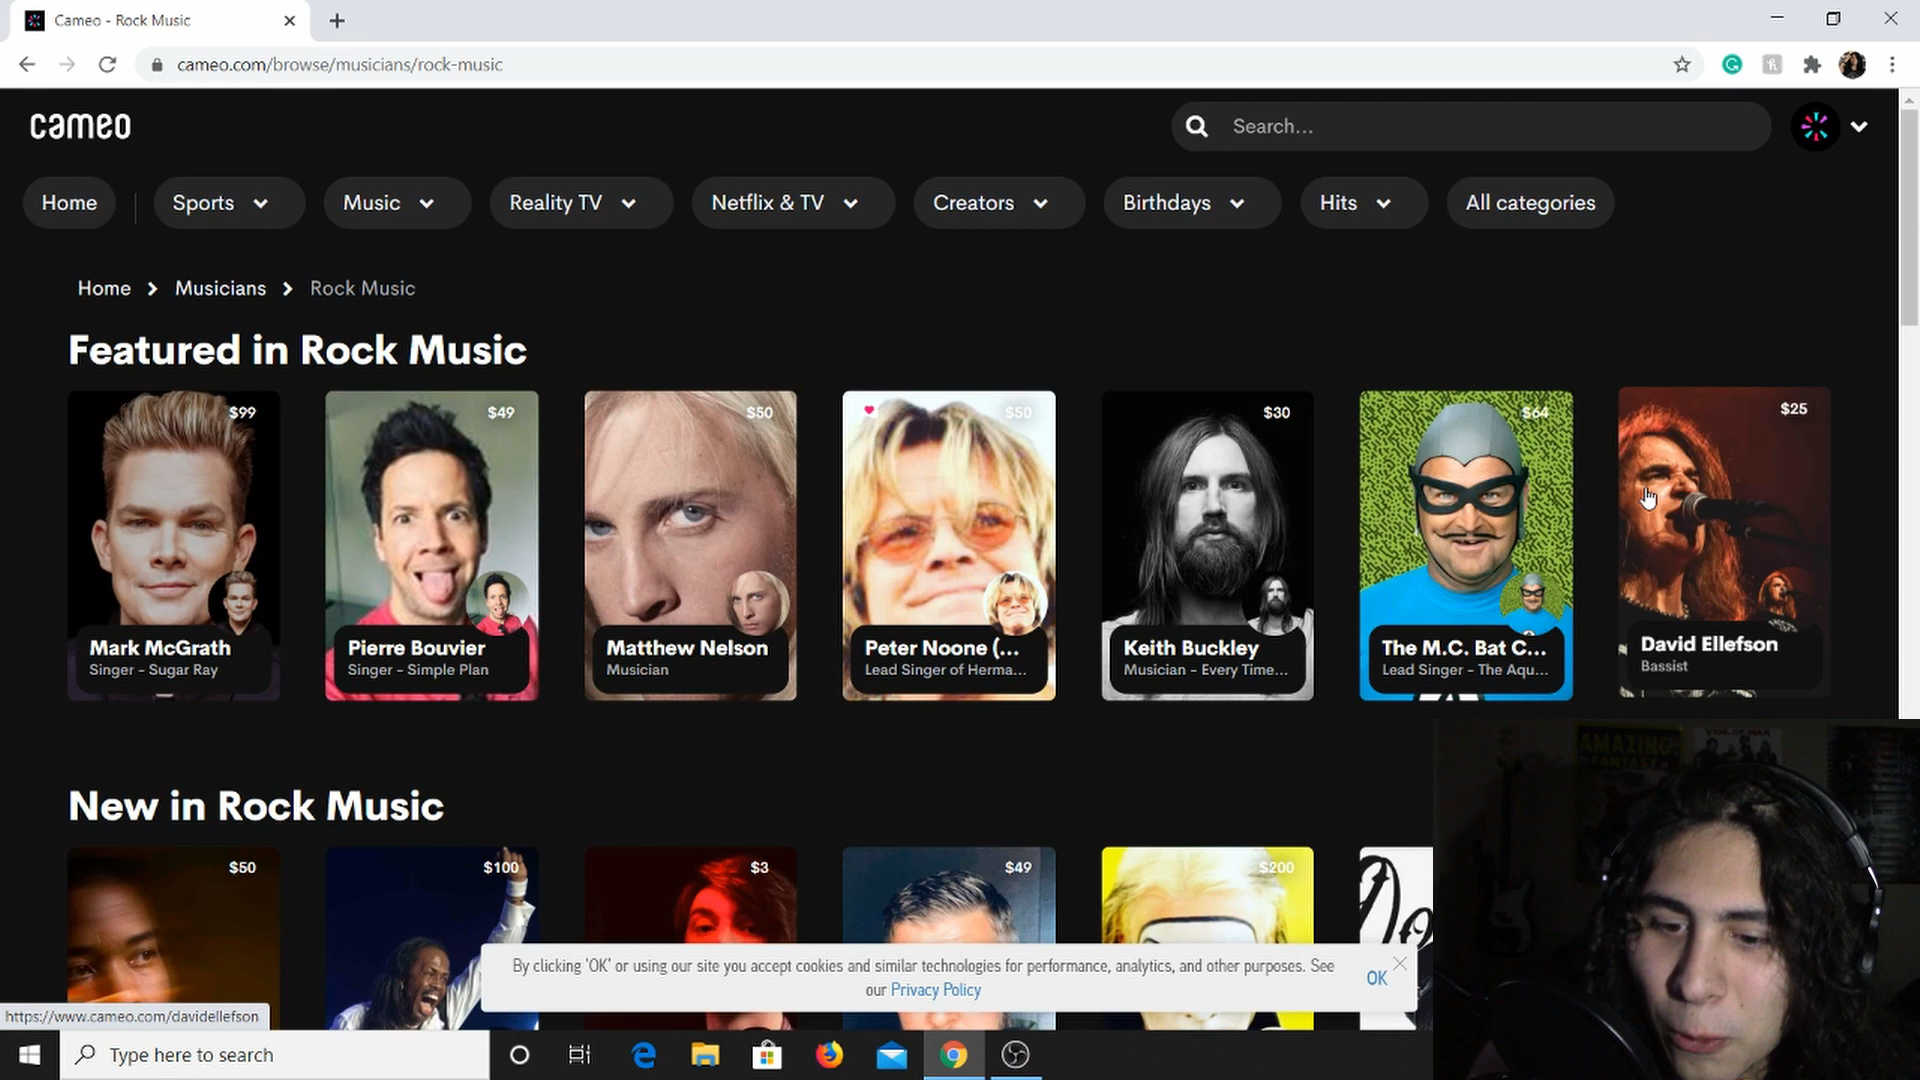 Cameo - Rock Music
cameo.com/browse/musicians/rock-music
cameo
Search...
Home
Sports
Music
Reality TV
Netflix & TV
Creators
Birthdays
Hits
All categories
Home
Musicians
Rock Music
Featured in Rock Music
$99
$49
$50
$50
$30
$64
$25
Mark McGrath
Singer - Sugar Ray
Pierre Bouvier
Singer - Simple Plan
Matthew Nelson
Musician
Peter Noone (...
Lead Singer of Herma...
Keith Buckley
Musician - Every Time...
The M.C. Bat C...
Lead Singer - The Aqu...
David Ellefson
Bassist
New in Rock Music
$50
$100
$3
$49
$200
AMAZING
FANTASY
By clicking 'OK' or using our site you accept cookies and similar technologies for performance, analytics, and other purposes. See
our Privacy Policy
OK
https://www.cameo.com/davidellefson
Type here to search